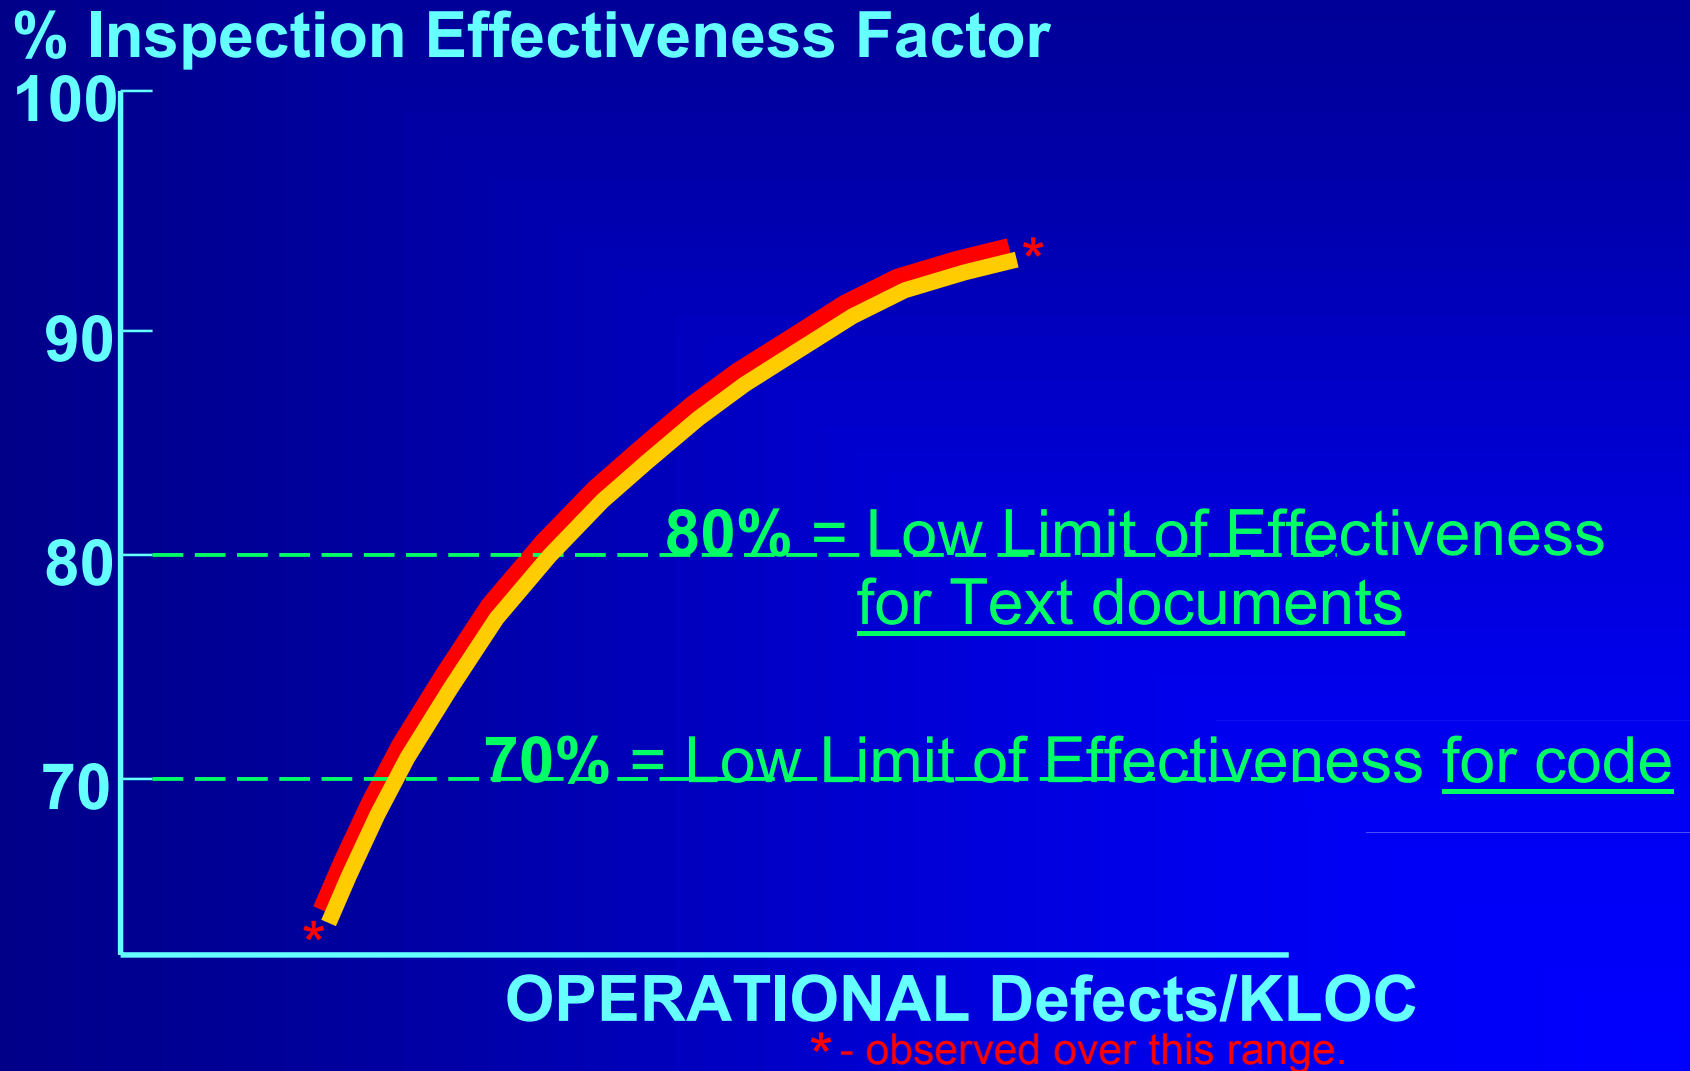 % Inspection Effectiveness Factor
100
90
80
80% = Low Limit of Effectiveness
for Text documents
70
70% = Low Limit of Effectiveness for code
*
*
OPERATIONAL Defects/KLOC
* - observed over this range.